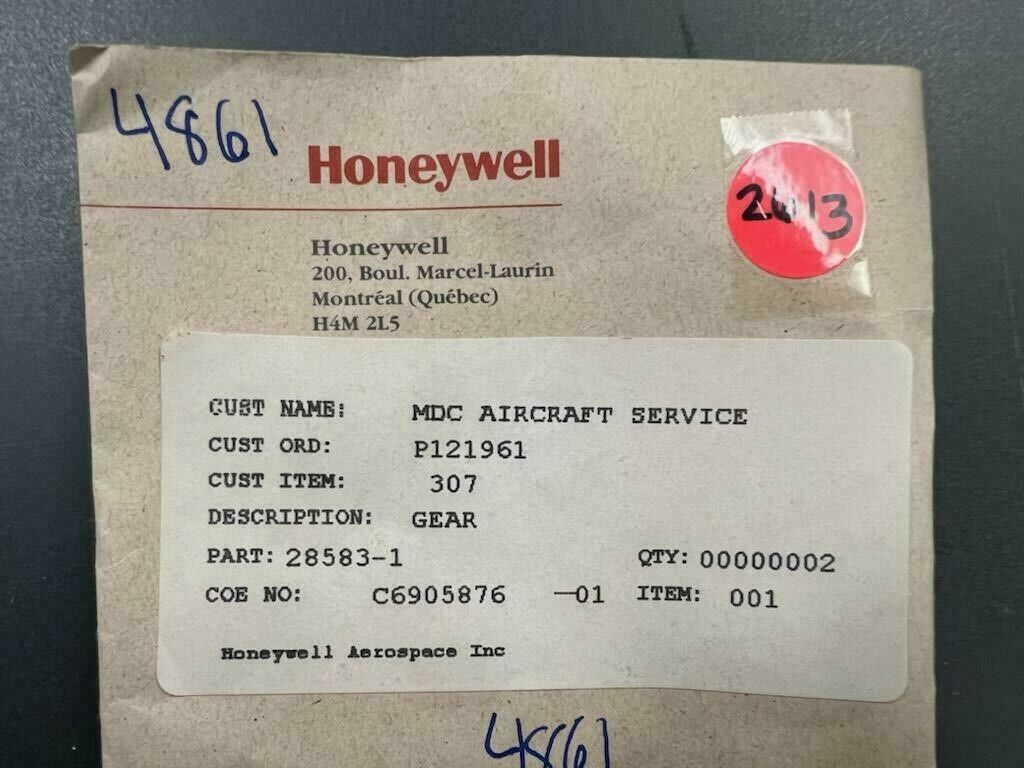 4861
Honeywell
2613
Honeywell
200, Boul. Marcel-Laurin
Montréal (Québec)
H4M 2L5
CUST NAME: MDC AIRCRAFT SERVICE
CUST ORD: P121961
CUST ITEM: 307
DESCRIPTION: GEAR
PART: 28583-1 QTY: 00000002
COE NO: C6905876 —01 ITEM: 001
Honeywell Aerospace Inc
4861